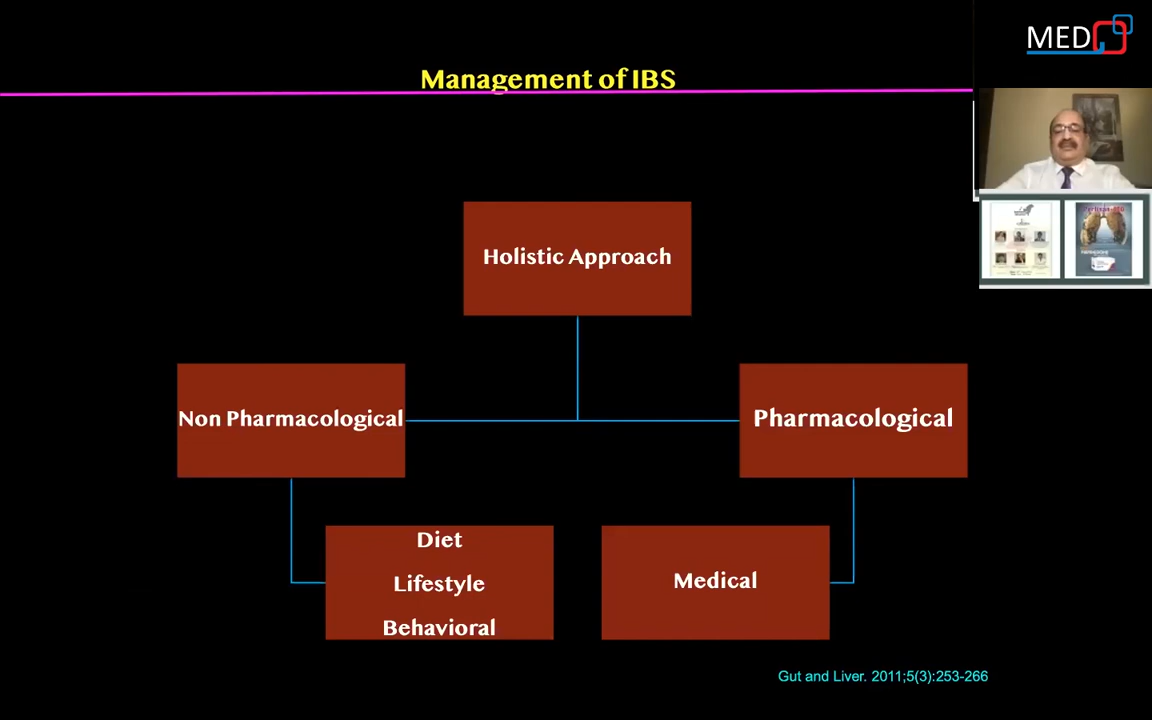 MED
Management of IBS
Holistic Approach
Non Pharmacological
Pharmacological
Diet
Lifestyle
Behavioral
Medical
Gut and Liver. 2011;5(3):253-266